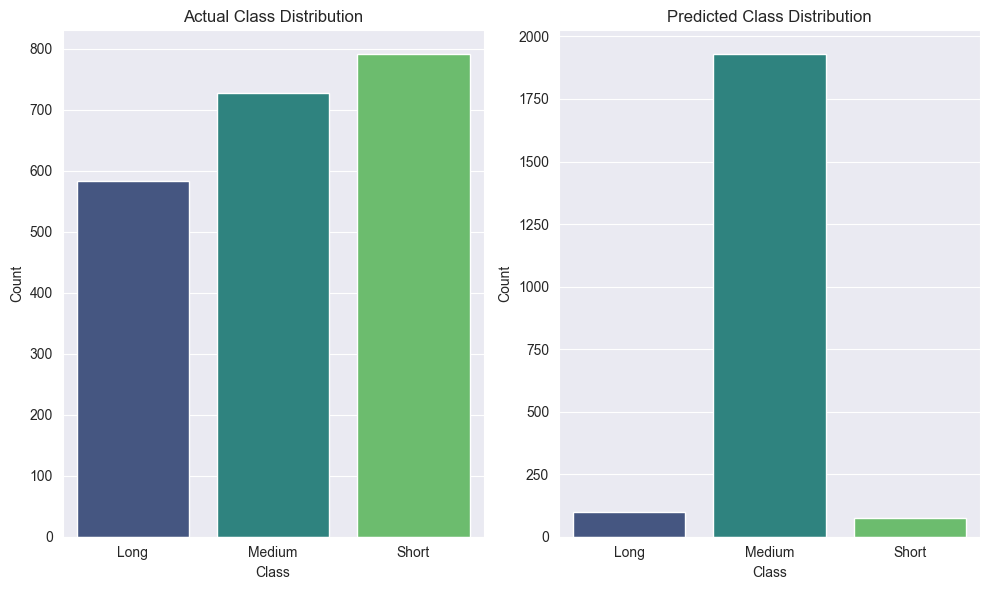 Actual Class Distribution
800
700
600
500
400
300
200
100
0
Count
Long Medium Short
Class
Predicted Class Distribution
2000
1750
1500
1250
1000
750
500
250
0
Count
Long Medium Short
Class